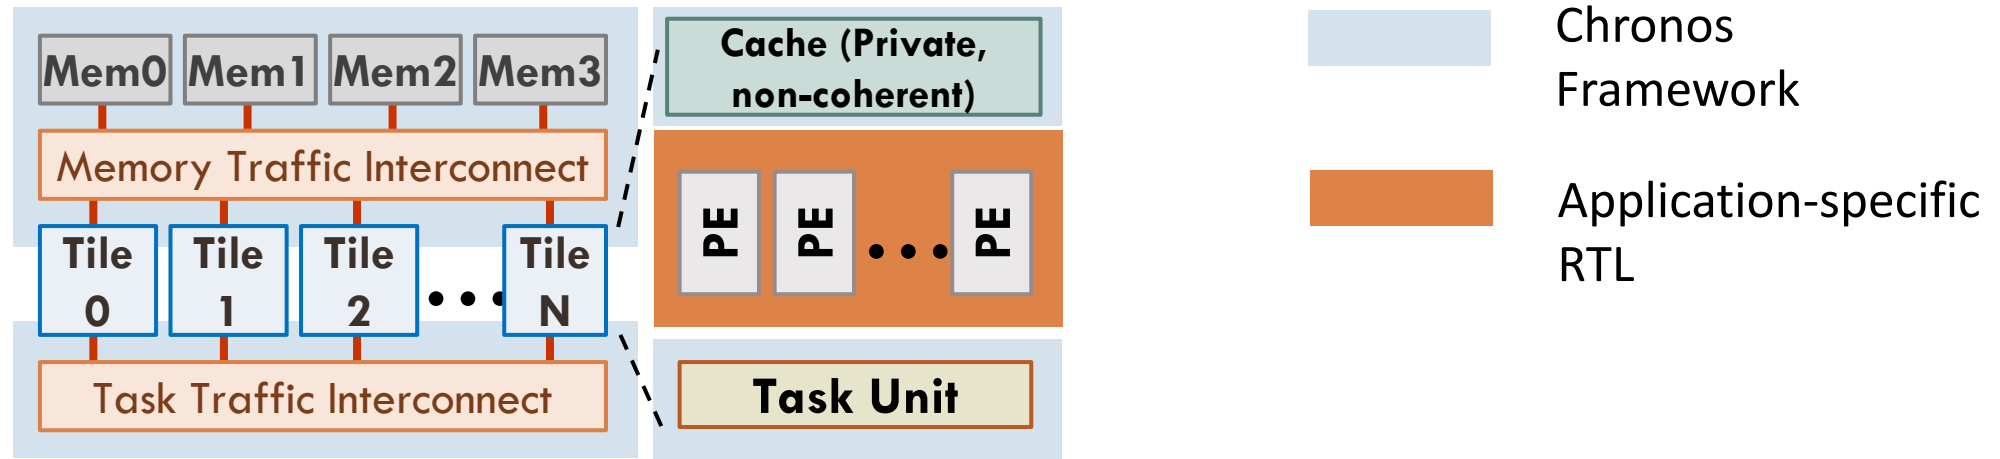 Mem0 Mem1 Mem2 Mem3
Memory Traffic Interconnect
Tile 0
Tile 1
Tile 2
...
Tile N
Task Traffic Interconnect
Cache (Private,
non-coherent)
PE PE ... PE
Task Unit
Chronos
Framework
Application-specific
RTL